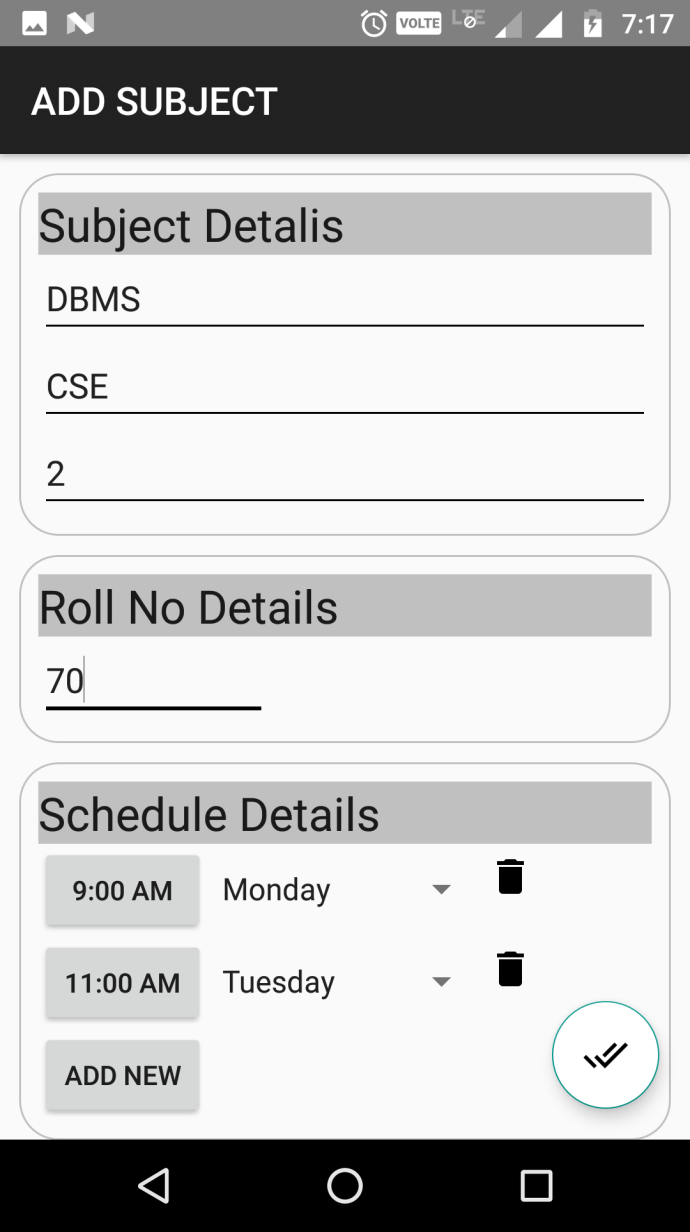 VOLTE LTE 7:17
ADD SUBJECT
Subject Detalis
DBMS
CSE
2
Roll No Details
70
Schedule Details
9:00 AM Monday
11:00 AM Tuesday
ADD NEW